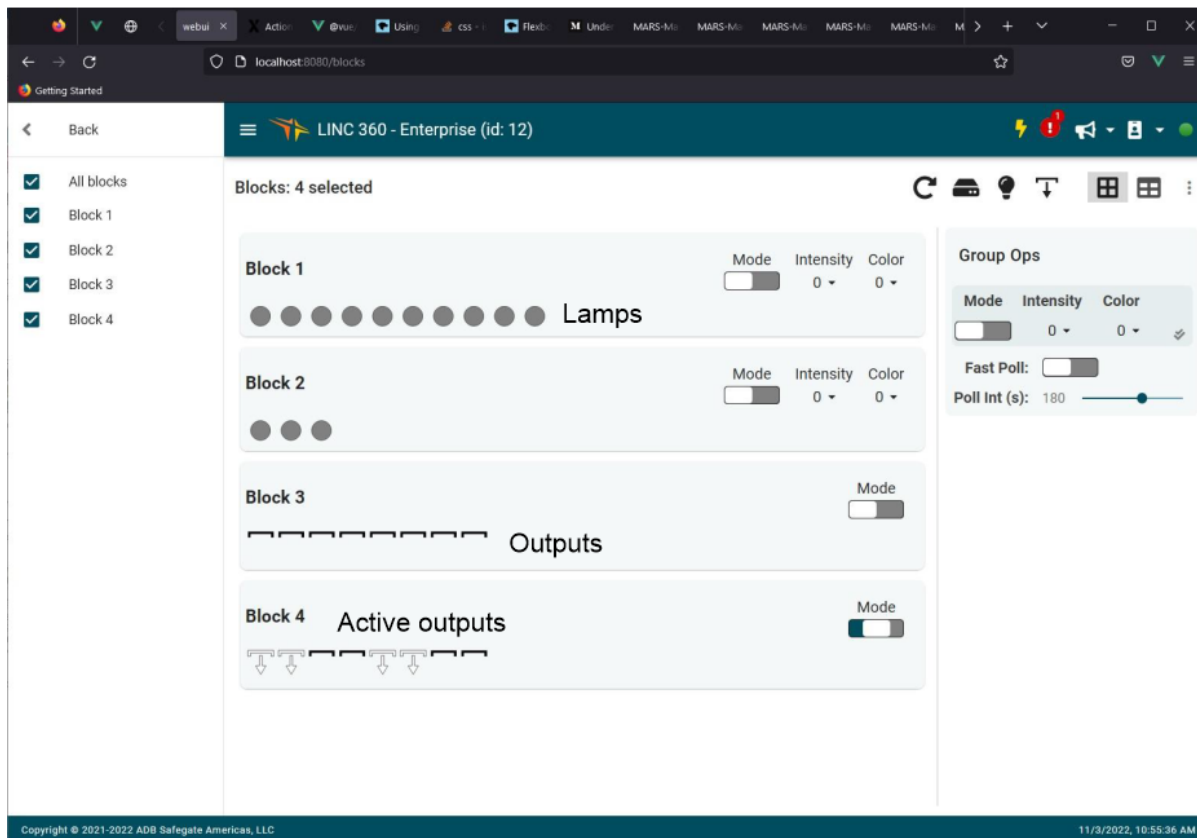 webui
Action
@vue/
Using
css - i
Flexbo
Under
MARS-Ma
MARS-Ma
MARS-Ma
MARS-Ma
MARS-Ma
M
localhost:8080/blocks
Getting Started
Back
LINC 360 - Enterprise (id: 12)
1
All blocks
Block 1
Block 2
Block 3
Block 4
Blocks: 4 selected
Block 1
Mode Intensity Color
0 0
Lamps
Block 2
Mode Intensity Color
0 0
Block 3
Mode
Outputs
Block 4
Mode
Active outputs
Group Ops
Mode Intensity Color
0 0
Fast Poll:
Poll Int (s): 180
Copyright © 2021-2022 ADB Safegate Americas, LLC
11/3/2022, 10:55:36 AM